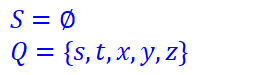 S = ∅
Q = {s, t, x, y, z}